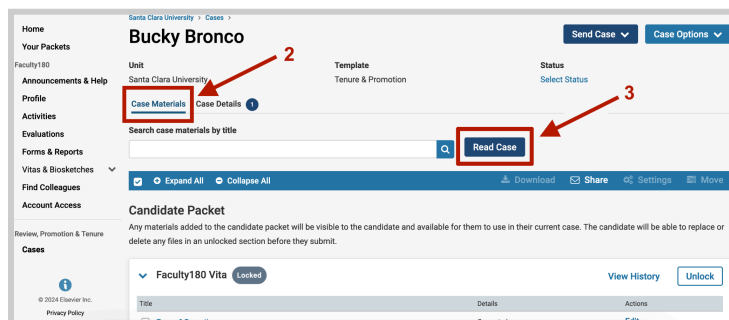 Santa Clara University > Cases >
Bucky Bronco
Send Case
Case Options
Home
Your Packets
Faculty180
Announcements & Help
Profile
Activities
Evaluations
Forms & Reports
Vitas & Biosketches
Find Colleagues
Account Access
Review, Promotion & Tenure
Cases
© 2024 Elsevier Inc.
Privacy Policy
Unit
Santa Clara University
Template
Tenure & Promotion
Status
Select Status
2
Case Materials
Case Details 1
3
Search case materials by title
Read Case
Expand All
Collapse All
Download
Share
Settings
Move
Candidate Packet
Any materials added to the candidate packet will be visible to the candidate and available for them to use in their current case. The candidate will be able to replace or
delete any files in an unlocked section before they submit.
Faculty180 Vita
Locked
View History
Unlock
Title
Details
Actions
Edit